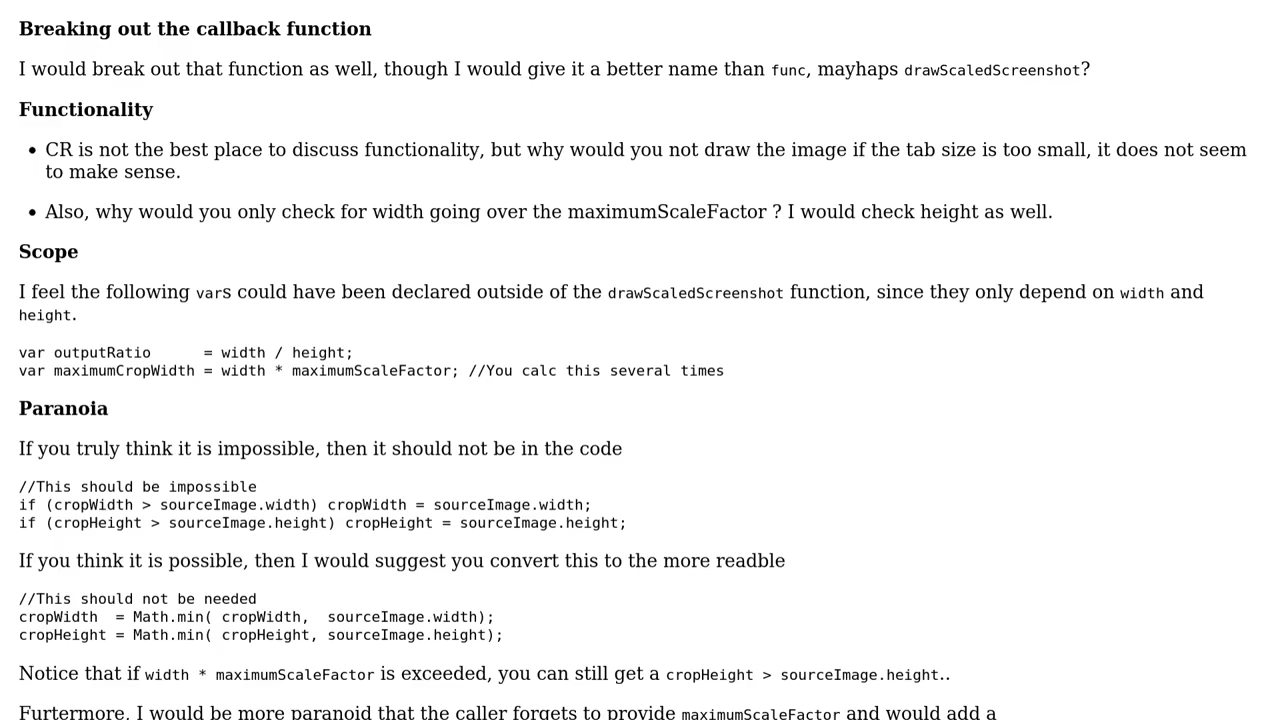 Breaking out the callback function
I would break out that function as well, though I would give it a better name than func, mayhaps drawScaledScreenshot?
Functionality
• CR is not the best place to discuss functionality, but why would you not draw the image if the tab size is too small, it does not seem
to make sense.
• Also, why would you only check for width going over the maximumScaleFactor ? I would check height as well.
Scope
I feel the following vars could have been declared outside of the drawScaledScreenshot function, since they only depend on width and
height.
var outputRatio      = width / height;
var maximumCropWidth = width * maximumScaleFactor; //You calc this several times
Paranoia
If you truly think it is impossible, then it should not be in the code
//This should be impossible
if (cropWidth > sourceImage.width) cropWidth = sourceImage.width;
if (cropHeight > sourceImage.height) cropHeight = sourceImage.height;
If you think it is possible, then I would suggest you convert this to the more readble
//This should not be needed
cropWidth  = Math.min( cropWidth,  sourceImage.width);
cropHeight = Math.min( cropHeight, sourceImage.height);
Notice that if width * maximumScaleFactor is exceeded, you can still get a cropHeight > sourceImage.height..
Furtermore, I would be more paranoid that the caller forgets to provide maximumScaleFactor and would add a